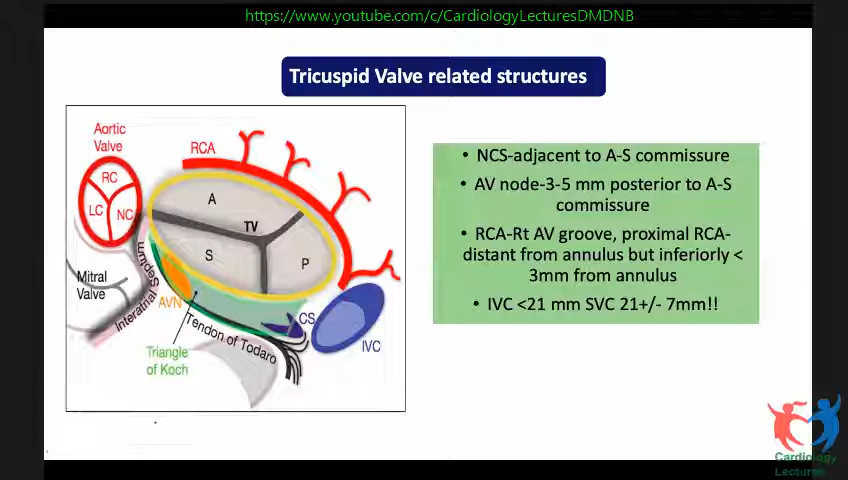 https://www.youtube.com/c/CardiologyLecturesDMDNB
Tricuspid Valve related structures
Aortic
Valve
RC
LC
NC
RCA
A
TV
S
P
Mitral
Valve
Interatrial Septum
AVN
CS
Tendon of Todaro
IVC
Triangle
of Koch
• NCS-adjacent to A-S commissure
• AV node-3-5 mm posterior to A-S
commissure
• RCA-Rt AV groove, proximal RCA-
distant from annulus but inferiorly <
3mm from annulus
• IVC <21 mm SVC 21+/- 7mm!!
Cardiology
Lectures